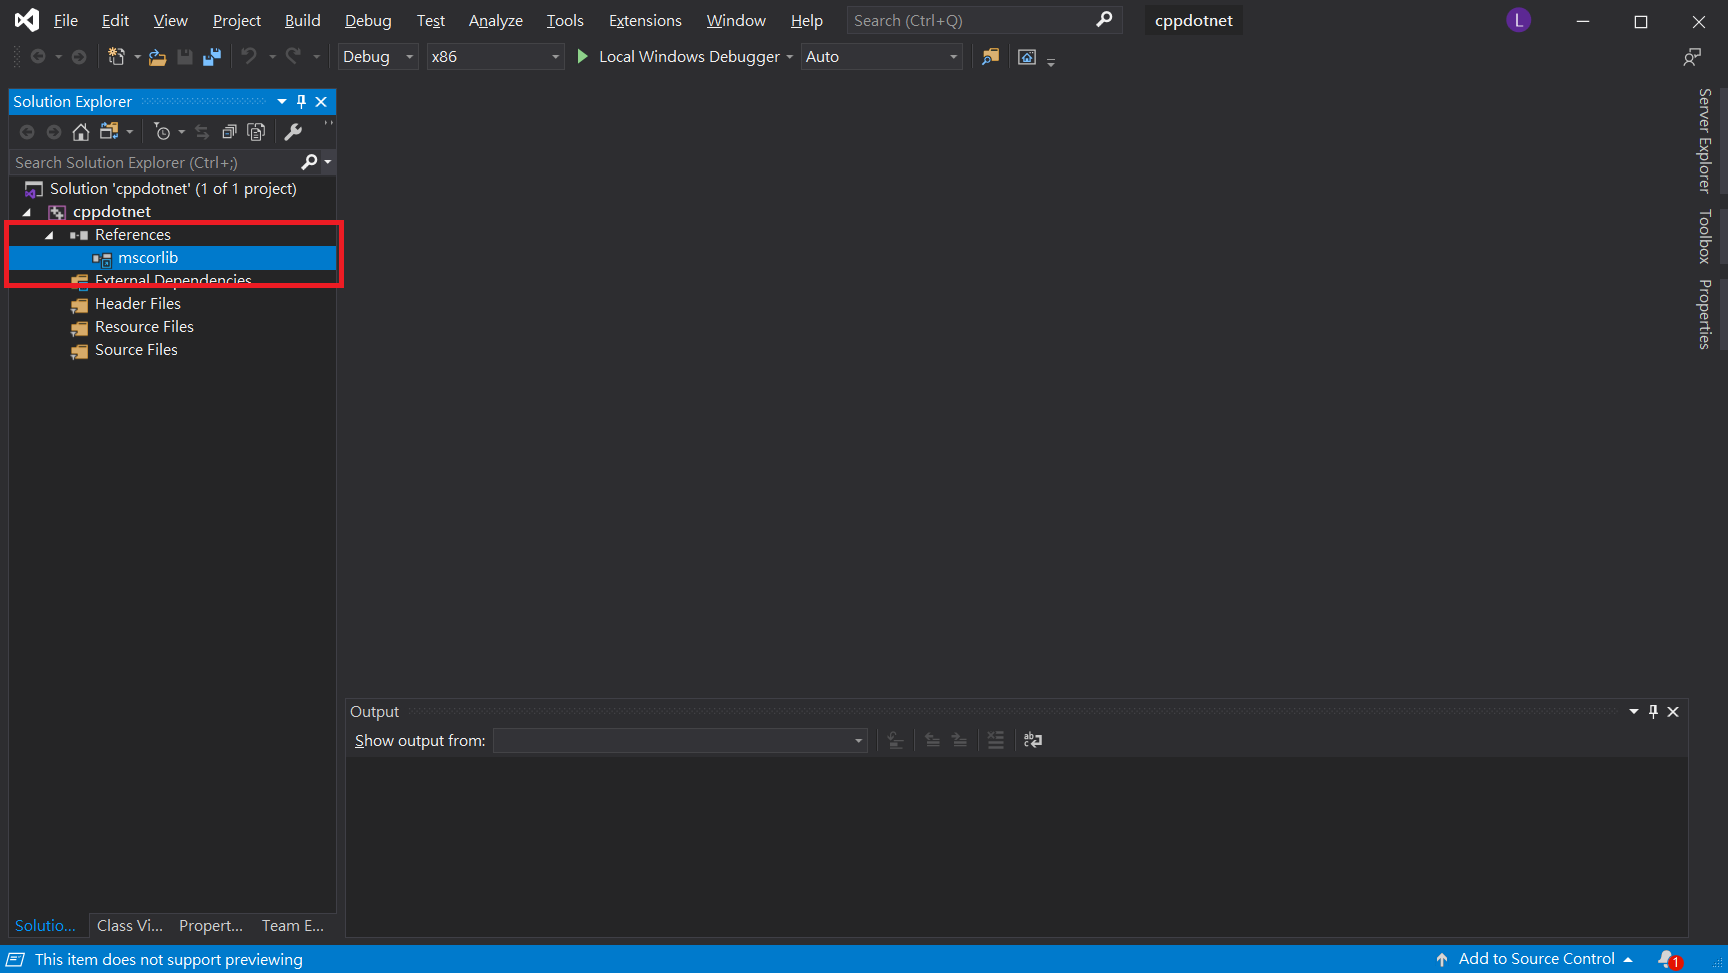 File Edit View Project Build Debug Test Analyze Tools Extensions Window Help Search (Ctrl+Q) cppdotnet L
Debug x86 Local Windows Debugger Auto
Solution Explorer
Search Solution Explorer (Ctrl+;)
Solution 'cppdotnet' (1 of 1 project)
cppdotnet
References
mscorlib
External Dependencies
Header Files
Resource Files
Source Files
Server Explorer
Toolbox
Properties
Output
Show output from:
Solutio... Class Vi... Propert... Team E...
This item does not support previewing
Add to Source Control 1